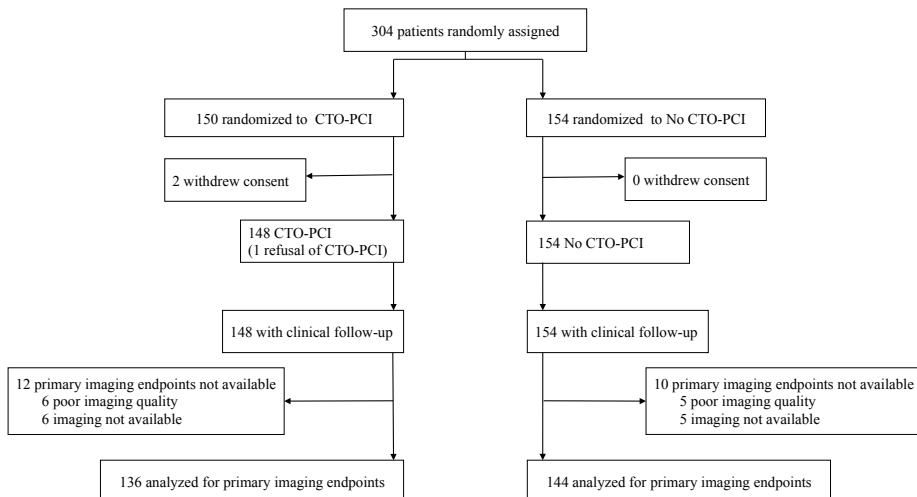 304 patients randomly assigned
150 randomized to CTO-PCI
154 randomized to No CTO-PCI
2 withdrew consent
0 withdrew consent
148 CTO-PCI
(1 refusal of CTO-PCI)
154 No CTO-PCI
148 with clinical follow-up
154 with clinical follow-up
12 primary imaging endpoints not available
6 poor imaging quality
6 imaging not available
10 primary imaging endpoints not available
5 poor imaging quality
5 imaging not available
136 analyzed for primary imaging endpoints
144 analyzed for primary imaging endpoints